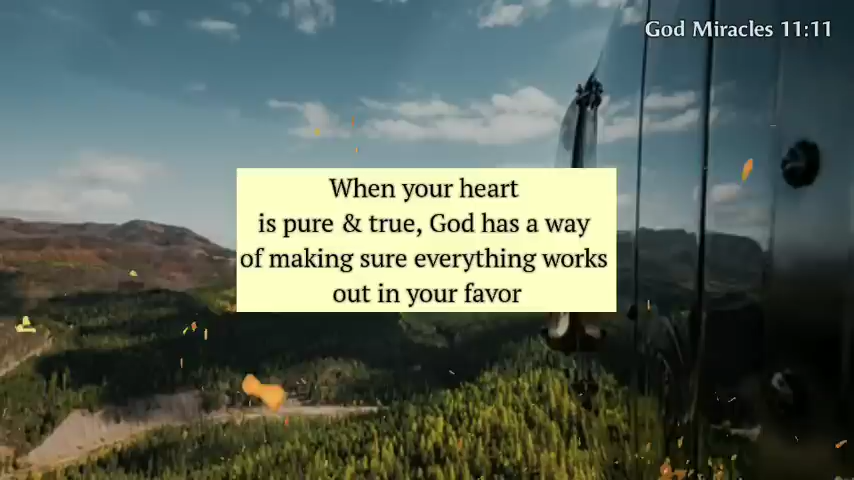 God Miracles 11:11
When your heart
is pure & true, God has a way
of making sure everything works
out in your favor